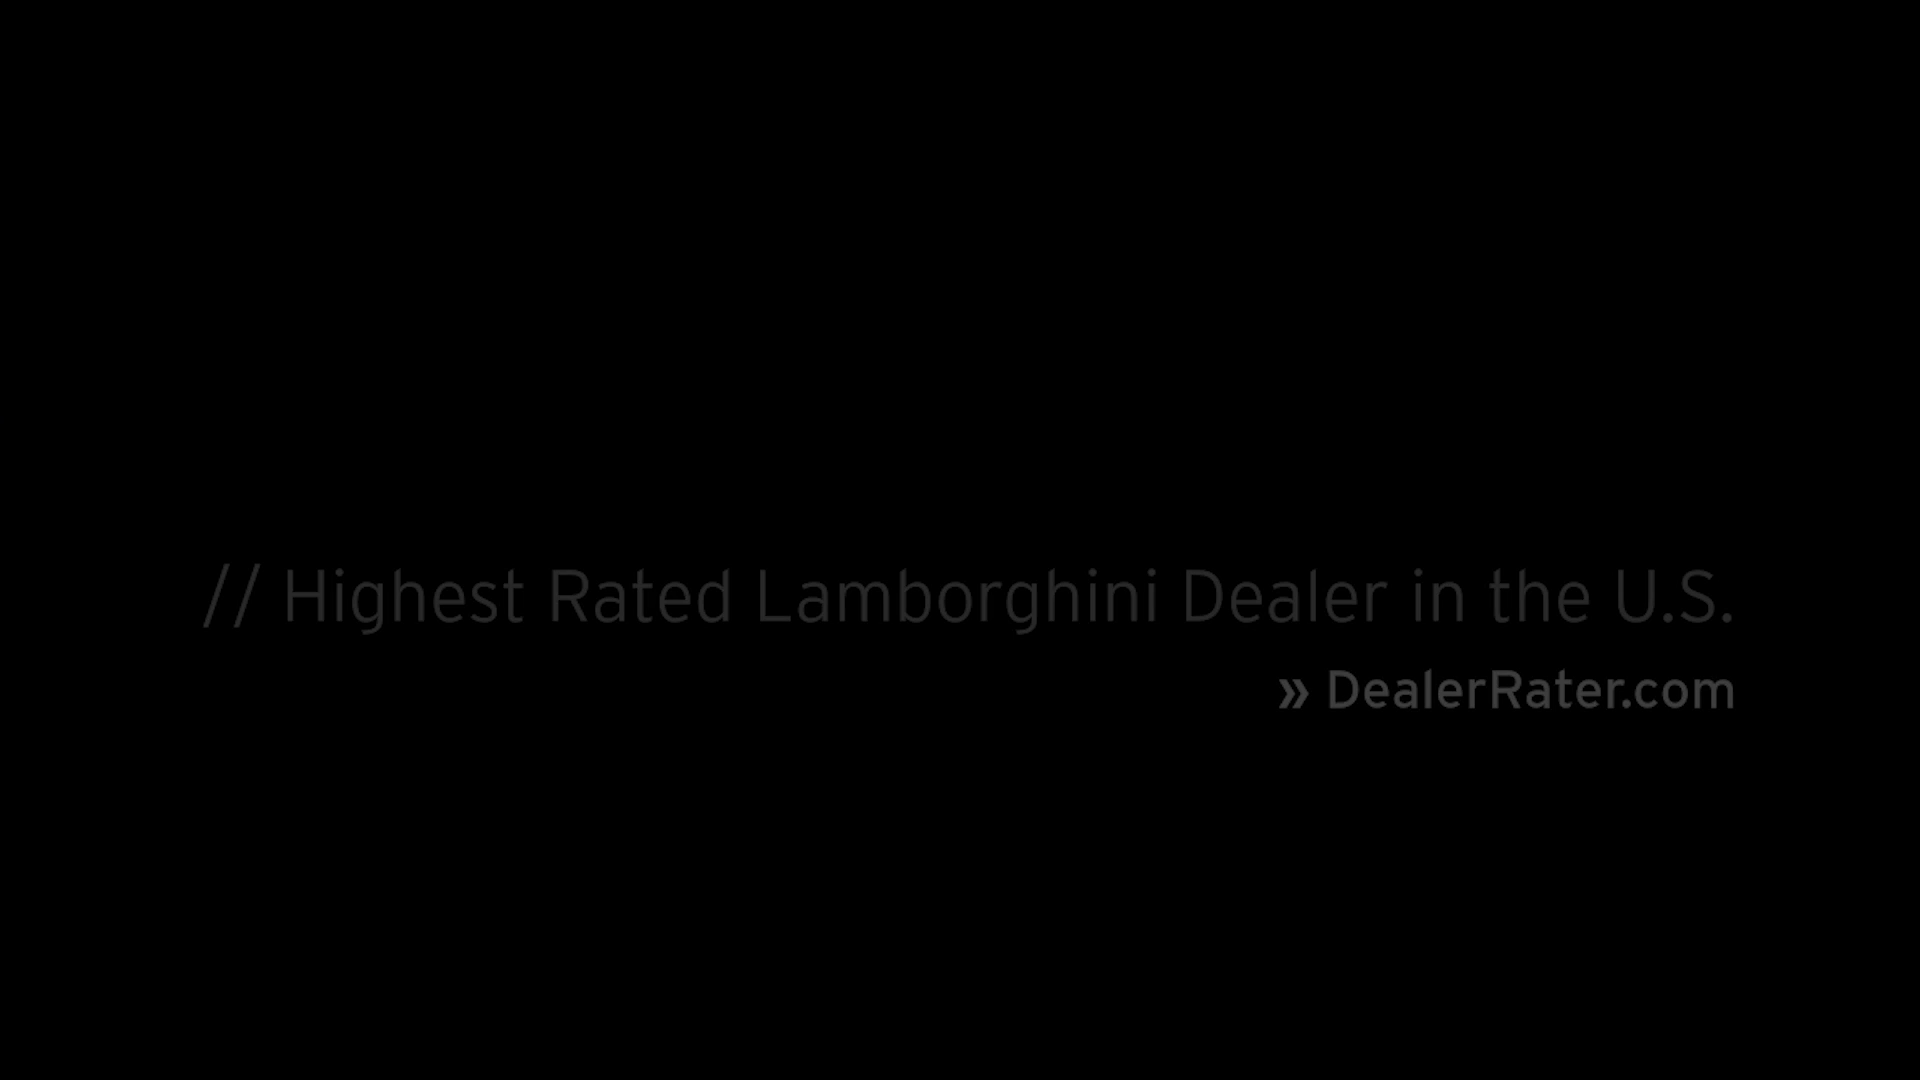 // Highest Rated Lamborghini Dealer in the U.S.
» DealerRater.com